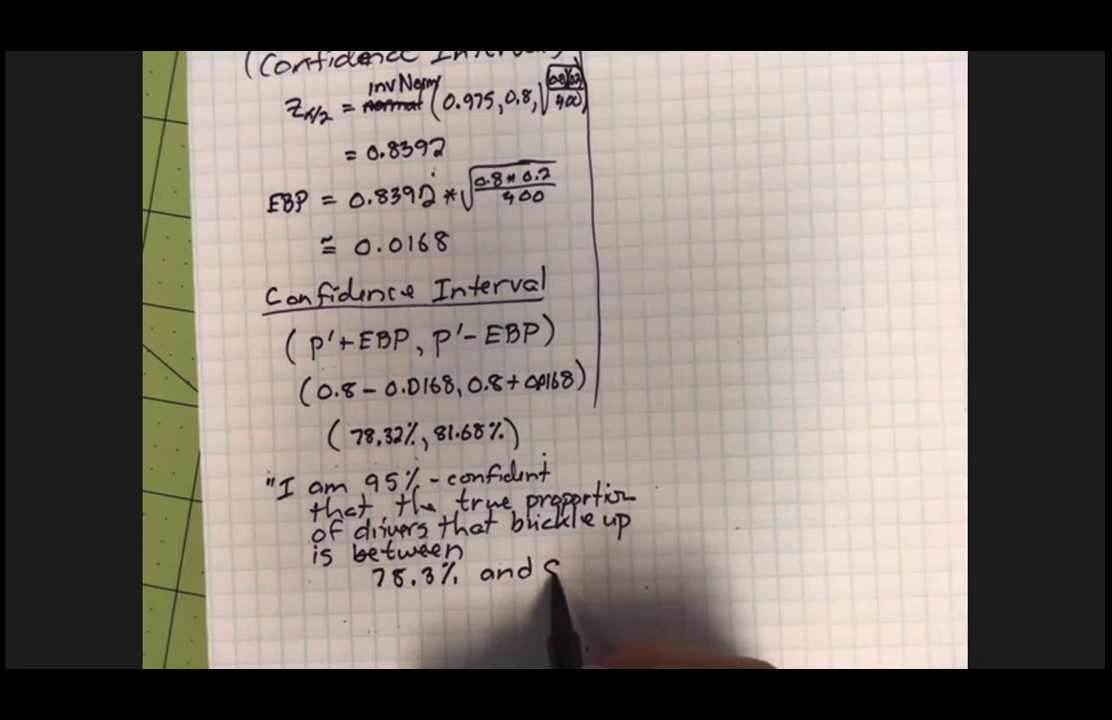 (Confidence Interval)
invNorm
Zα/2 = normal (0.975, 0.8, √(0.8)(0.2)/400)
= 0.8392
EBP = 0.8392 * √0.8 * 0.2/400
≅ 0.0168
Confidence Interval
(P'+EBP, P'-EBP)
(0.8 - 0.0168, 0.8 + 0.0168)
(78.32%, 81.68%)
"I am 95% - confident
that the true proportion
of drivers that buckle up
is between
78.3% and